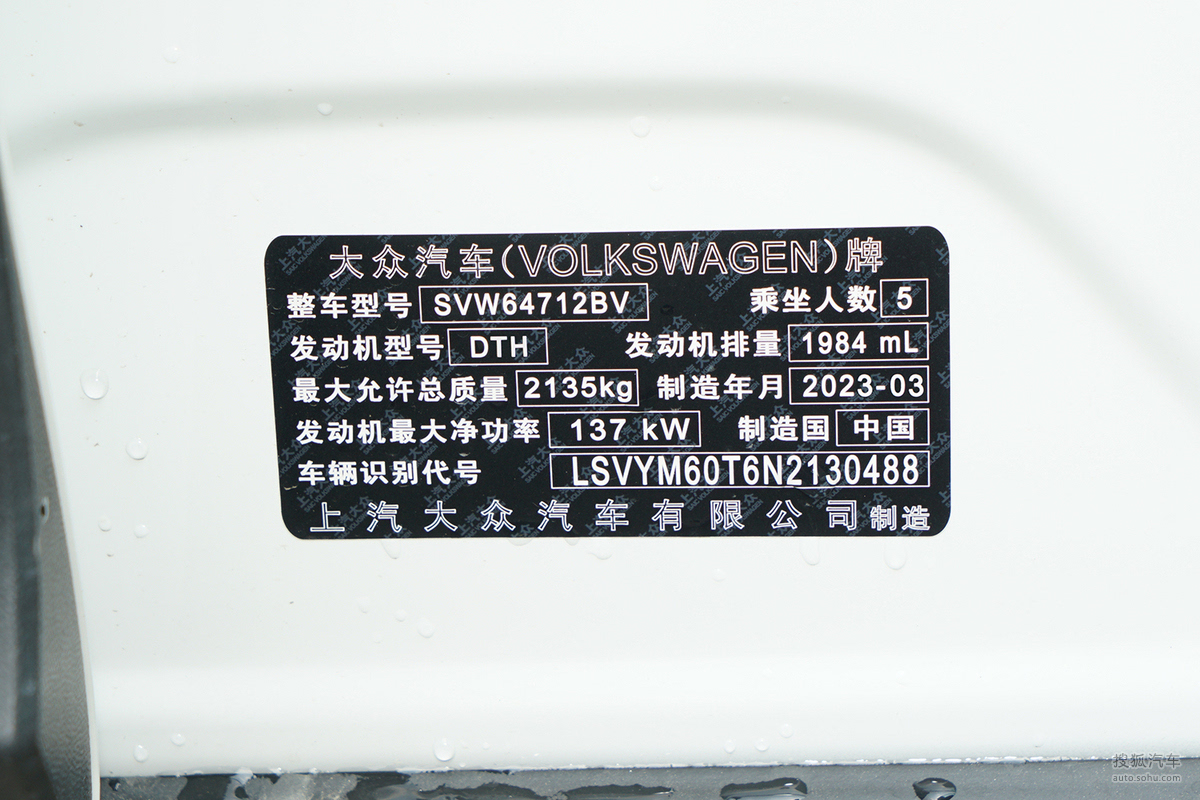 大众汽车(VOLKSWAGEN)牌
整车型号 SVW64712BV 乘坐人数 5
发动机型号 DTH 发动机排量 1984 mL
最大允许总质量 2135kg 制造年月 2023-03
发动机最大净功率 137 kW 制造国 中国
车辆识别代号 LSVYM60T6N2130488
上汽大众汽车有限公司制造
搜狐汽车
auto.sohu.com